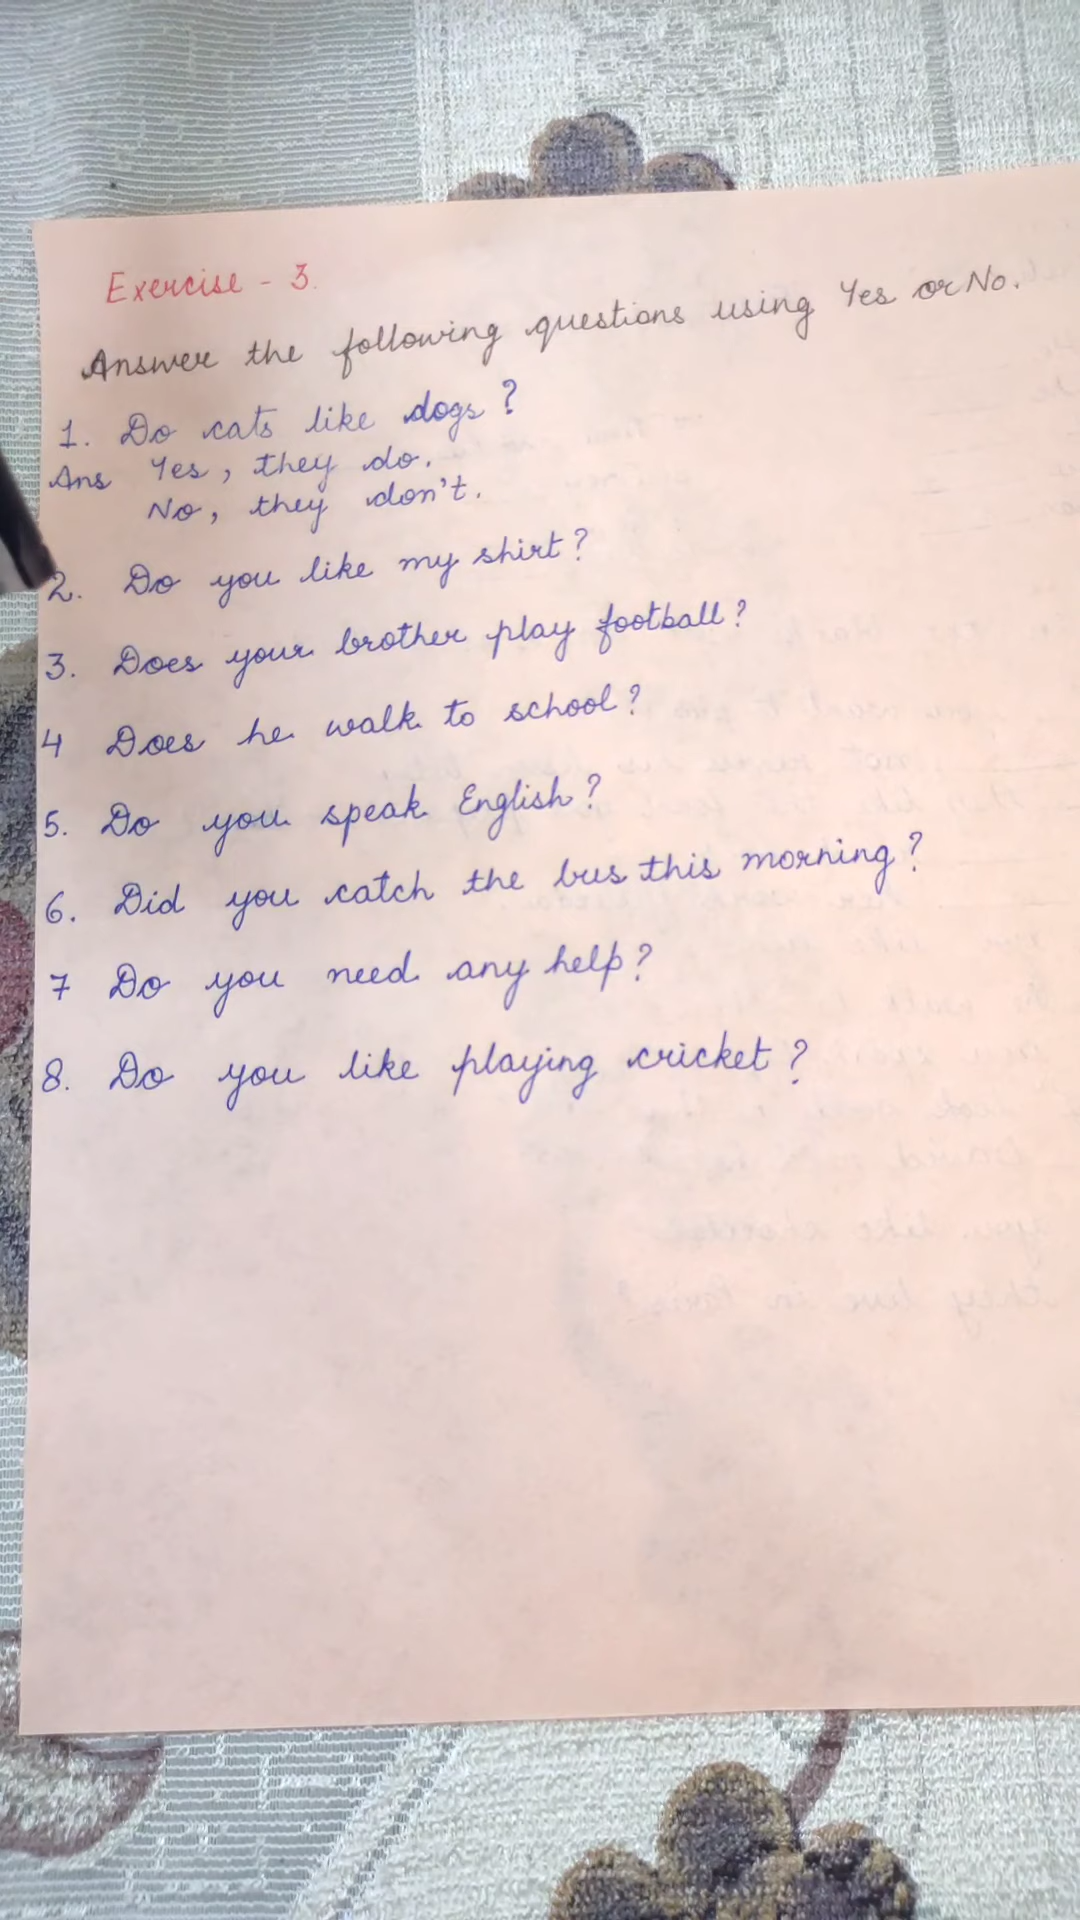 Exercise - 3.
Answer the following questions using Yes or No.
1. Do cats like dogs?
Ans Yes, they do.
No, they don't.
2. Do you like my shirt?
3. Does your brother play football?
4 Does he walk to school?
5. Do you speak English?
6. Did you catch the bus this morning?
7 Do you need any help?
8. Do you like playing cricket?